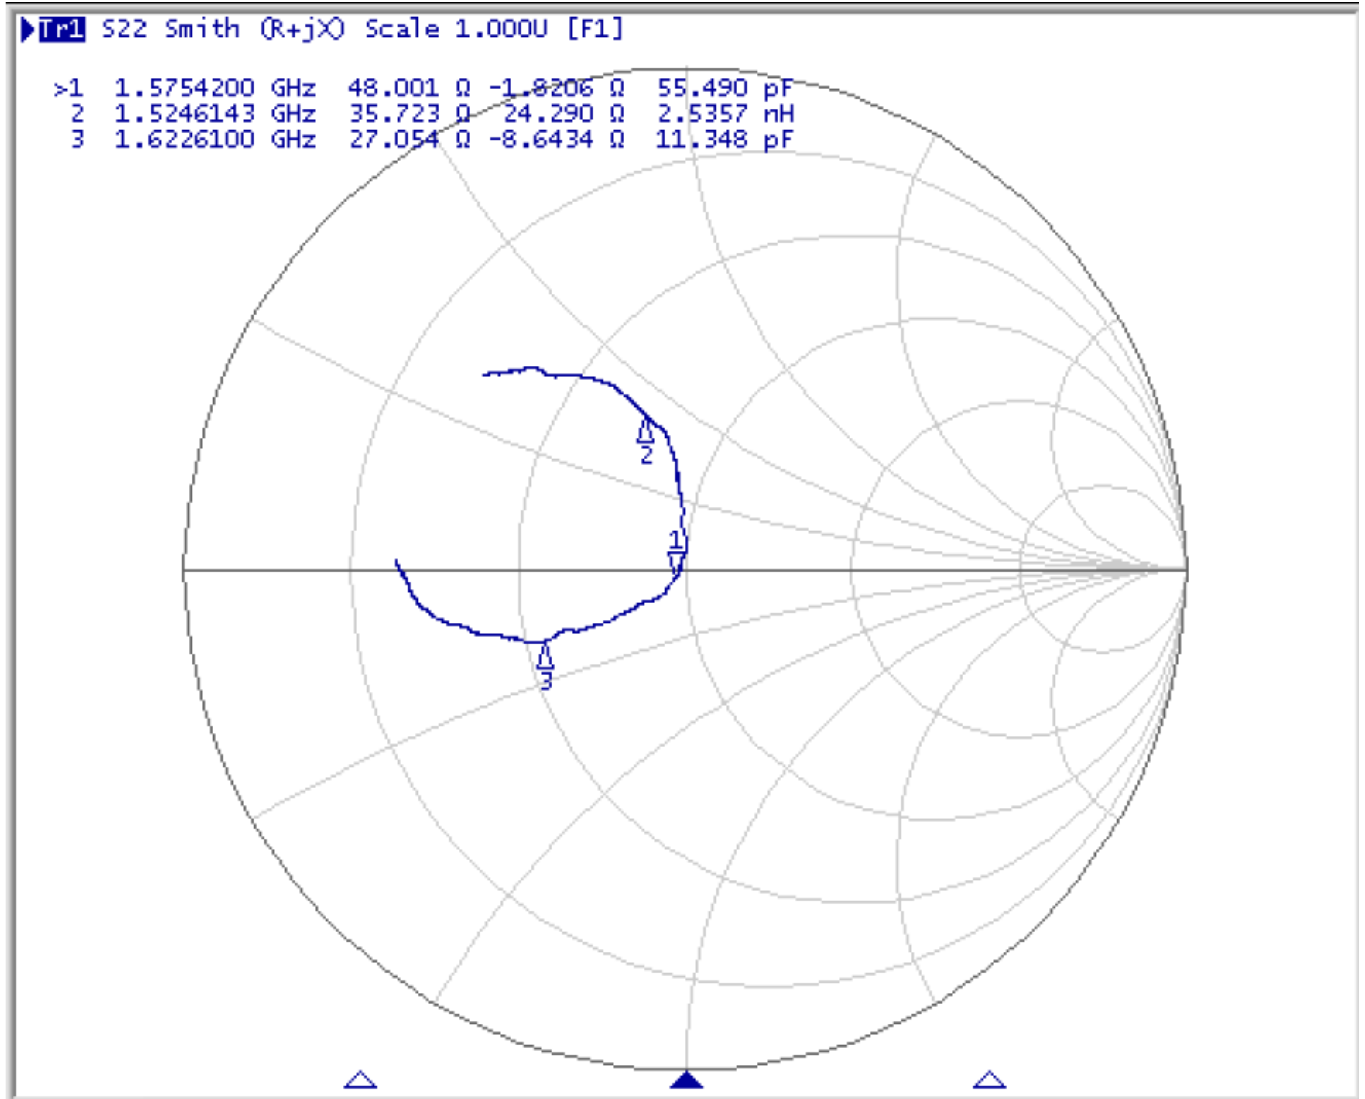 Tr1 S22 Smith (R+jX) Scale 1.000U [F1]
>1 1.5754200 GHz 48.001 Ω -1.8206 Ω 55.490 pF
2 1.5246143 GHz 35.723 Ω 24.290 Ω 2.5357 nH
3 1.6226100 GHz 27.054 Ω -8.6434 Ω 11.348 pF
2
1
3